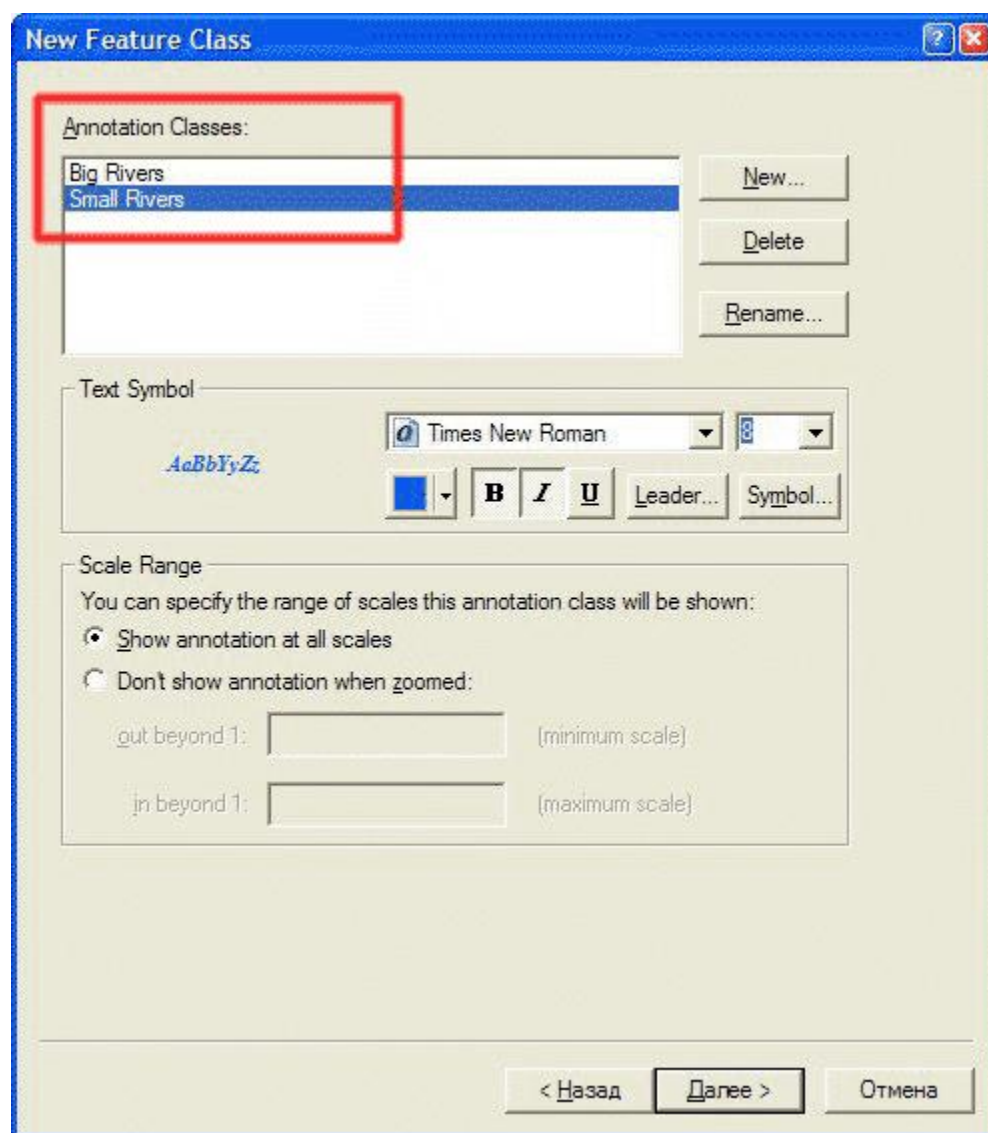 New Feature Class
Annotation Classes:
Big Rivers
New...
Small Rivers
Delete
Rename...
Text Symbol
AaBbYyZz
Times New Roman
8
B I U Leader... Symbol...
Scale Range
You can specify the range of scales this annotation class will be shown:
Show annotation at all scales
Don't show annotation when zoomed:
out beyond 1: (minimum scale)
in beyond 1: (maximum scale)
< Назад Далее > Отмена